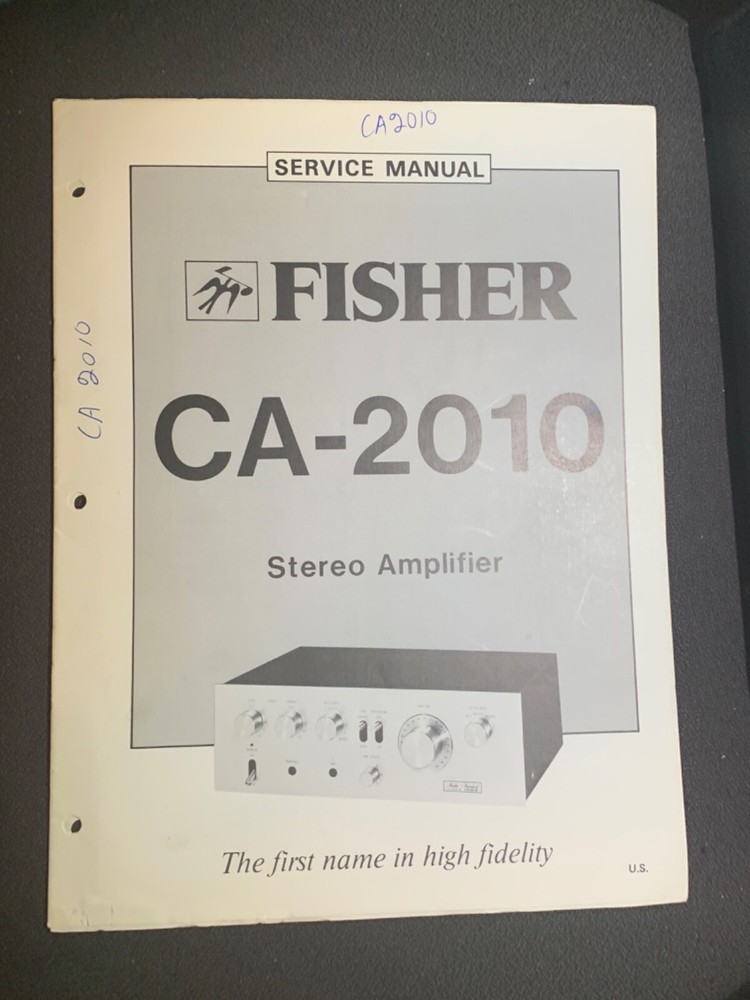 CA2010
SERVICE MANUAL
FISHER
CA 2010
CA-2010
Stereo Amplifier
The first name in high fidelity
U.S.